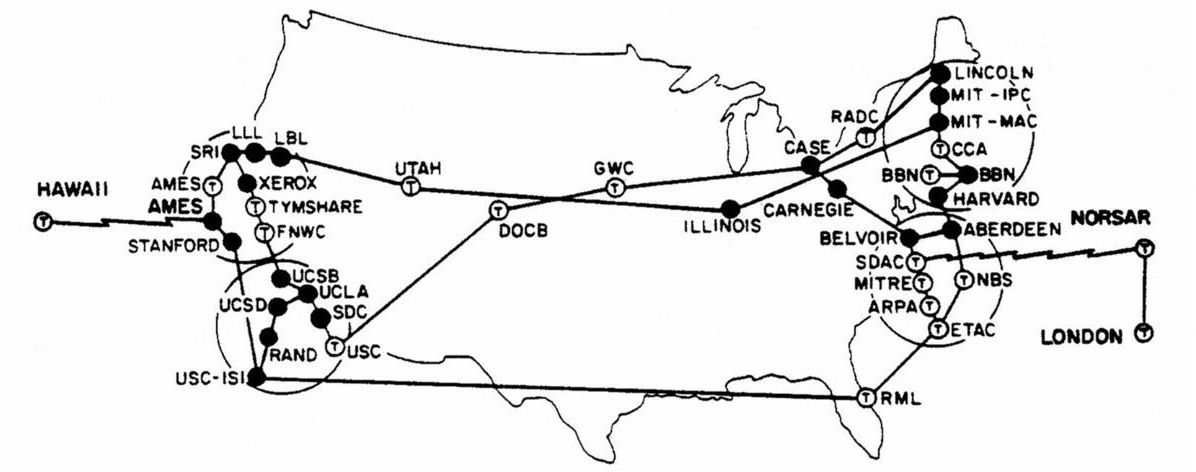 LINCOLN
MIT-IPC
MIT-MAC
RADC
CCA
CASE
LLL
LBL
SRI
UTAH
GWC
BBN T
BBN
AMES T
XEROX
HAWAII
T TYMSHARE
AMES
HARVARD
CARNEGIE
NORSAR
T FNWC
DOCB
ILLINOIS
STANFORD
BELVOIR
ABERDEEN
SDAC T
UCSB
MITRE T
T NBS
UCLA
UCSD
SDC
ARPA T
T ETAC
LONDON T
RAND
T USC
USC-ISI
T RML